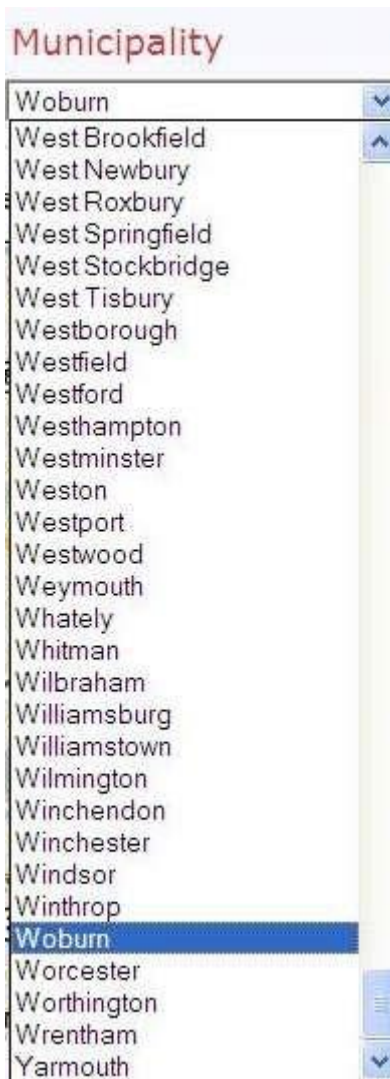 Municipality
Woburn
West Brookfield
West Newbury
West Roxbury
West Springfield
West Stockbridge
West Tisbury
Westborough
Westfield
Westford
Westhampton
Westminster
Weston
Westport
Westwood
Weymouth
Whately
Whitman
Wilbraham
Williamsburg
Williamstown
Wilmington
Winchendon
Winchester
Windsor
Winthrop
Woburn
Worcester
Worthington
Wrentham
Yarmouth